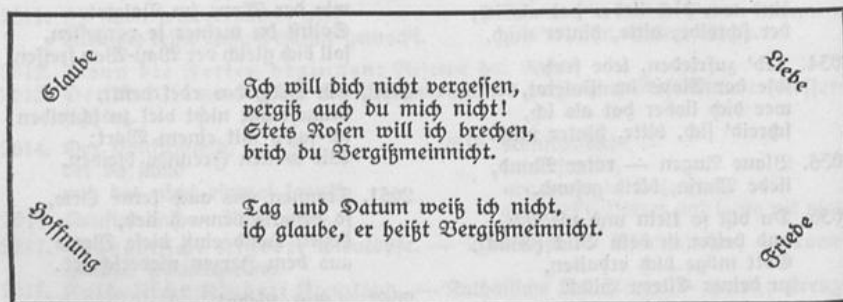 Glaube
Liebe
Ich will dich nicht vergessen,
vergiß auch du mich nicht!
Stets Rosen will ich brechen,
brich du Vergißmeinnicht.
Tag und Datum weiß ich nicht,
ich glaube, er heißt Vergißmeinnicht.
Hoffnung
Friede